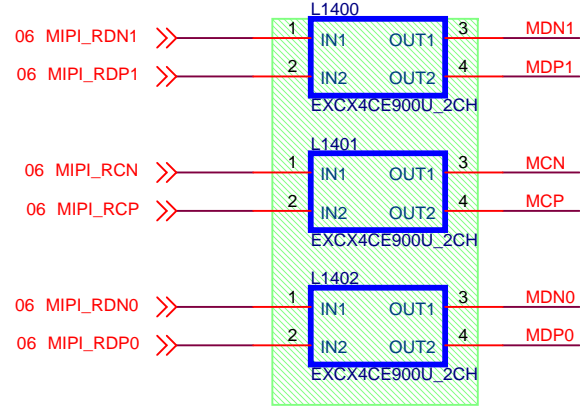 L1400
06 MIPI_RDN1 1 IN1 OUT1 3 MDN1
06 MIPI_RDP1 2 IN2 OUT2 4 MDP1
EXCX4CE900U_2CH
L1401
06 MIPI_RCN 1 IN1 OUT1 3 MCN
06 MIPI_RCP 2 IN2 OUT2 4 MCP
EXCX4CE900U_2CH
L1402
06 MIPI_RDN0 1 IN1 OUT1 3 MDN0
06 MIPI_RDP0 2 IN2 OUT2 4 MDP0
EXCX4CE900U_2CH